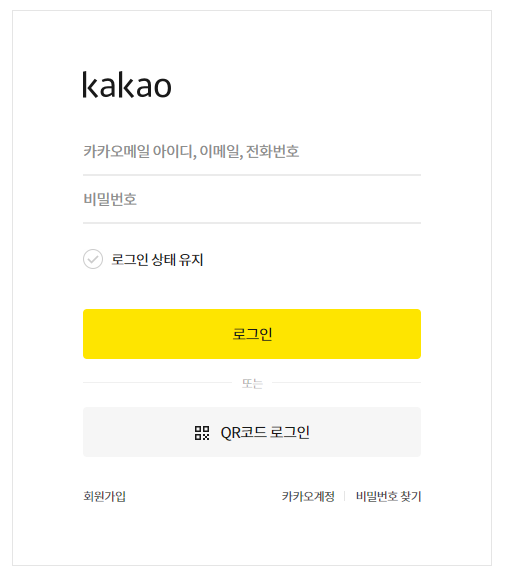 kakao
카카오메일 아이디, 이메일, 전화번호
비밀번호
로그인 상태 유지
로그인
또는
QR코드 로그인
회원가입 카카오계정 비밀번호 찾기